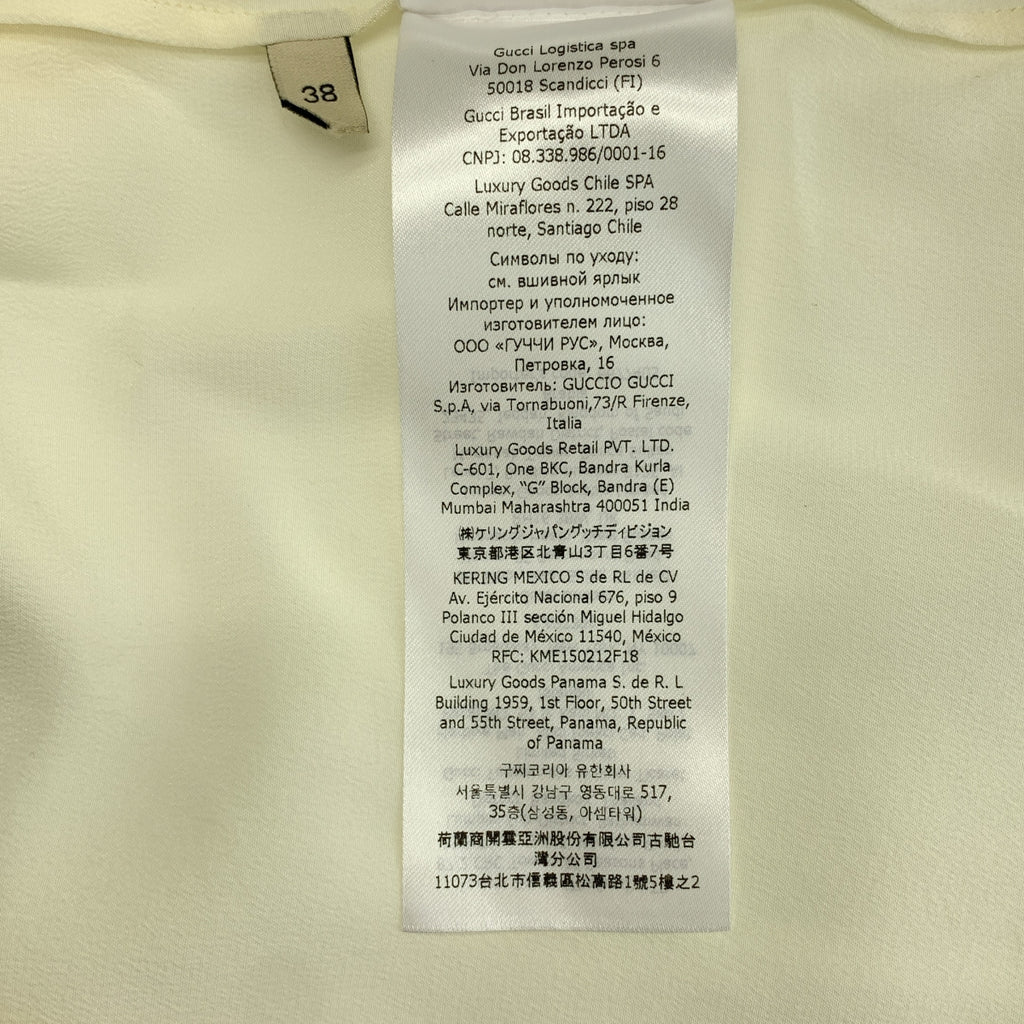 38
Gucci Logistica spa
Via Don Lorenzo Perosi 6
50018 Scandicci (FI)
Gucci Brasil Importação e
Exportação LTDA
CNPJ: 08.338.986/0001-16
Luxury Goods Chile SPA
Calle Miraflores n. 222, piso 28
norte, Santiago Chile
Символы по уходу:
см. вшивной ярлык
Импортер и уполномоченное
изготовителем лицо:
ООО «ГУЧЧИ РУС», Москва,
Петровка, 16
Изготовитель: GUCCIO GUCCI
S.p.A, via Tornabuoni,73/R Firenze,
Italia
Luxury Goods Retail PVT. LTD.
C-601, One BKC, Bandra Kurla
Complex, “G” Block, Bandra (E)
Mumbai Maharashtra 400051 India
㈱ケリングジャパングッチディビジョン
東京都港区北青山3丁目6番7号
KERING MEXICO S de RL de CV
Av. Ejército Nacional 676, piso 9
Polanco III sección Miguel Hidalgo
Ciudad de México 11540, México
RFC: KME150212F18
Luxury Goods Panama S. de R. L
Building 1959, 1st Floor, 50th Street
and 55th Street, Panama, Republic
of Panama
구찌코리아 유한회사
서울특별시 강남구 영동대로 517,
35층(삼성동, 아셈타워)
荷蘭商開雲亞洲股份有限公司古馳台
灣分公司
11073台北市信義區松高路1號5樓之2